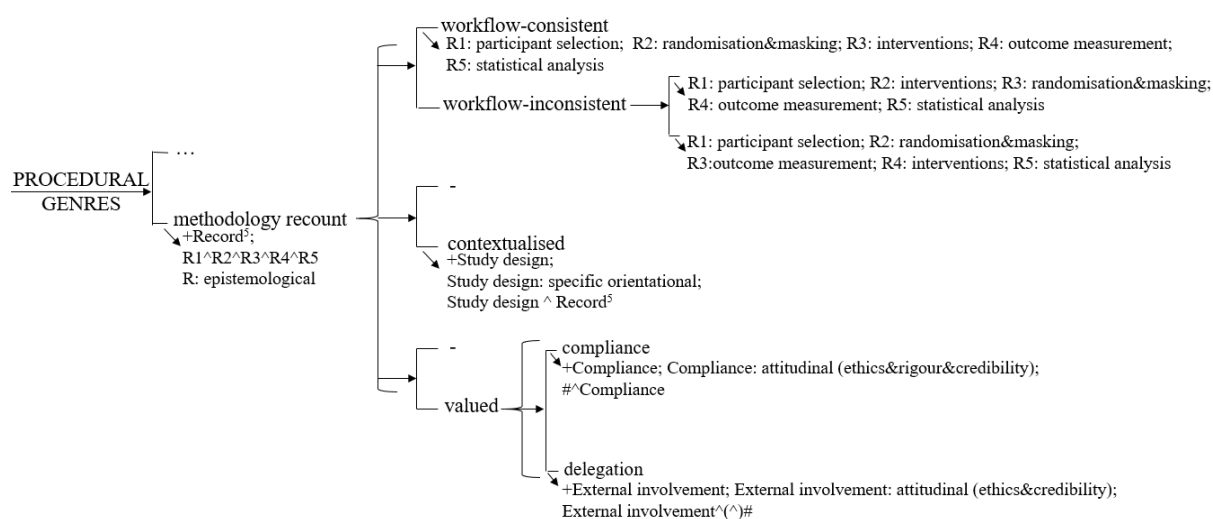 workflow-consistent
R1: participant selection; R2: randomisation&masking; R3: interventions; R4: outcome measurement;
R5: statistical analysis
workflow-inconsistent
R1: participant selection; R2: interventions; R3: randomisation&masking;
R4: outcome measurement; R5: statistical analysis
R1: participant selection; R2: randomisation&masking;
R3:outcome measurement; R4: interventions; R5: statistical analysis
PROCEDURAL
GENRES
…
methodology recount
+Record⁵;
R1^R2^R3^R4^R5
R: epistemological
-
contextualised
+Study design;
Study design: specific orientational;
Study design ^ Record⁵
-
valued
compliance
+Compliance; Compliance: attitudinal (ethics&rigour&credibility);
#^Compliance
delegation
+External involvement; External involvement: attitudinal (ethics&credibility);
External involvement^(^)#